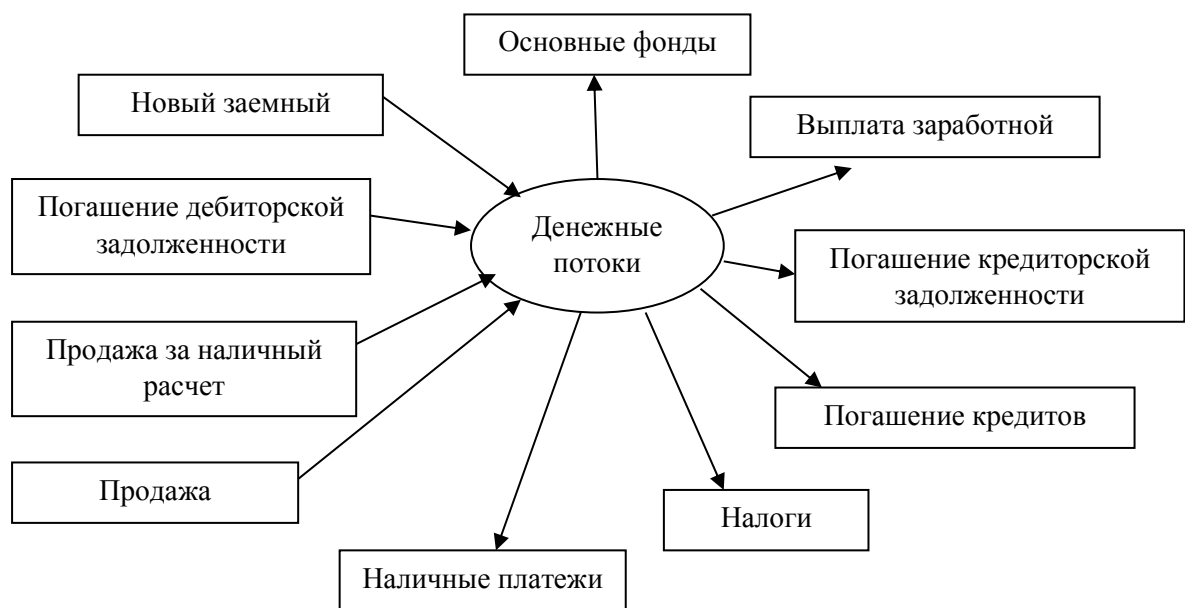 Основные фонды
Новый заемный
Выплата заработной
Погашение дебиторской
задолженности
Денежные
потоки
Погашение кредиторской
задолженности
Продажа за наличный
расчет
Погашение кредитов
Продажа
Налоги
Наличные платежи